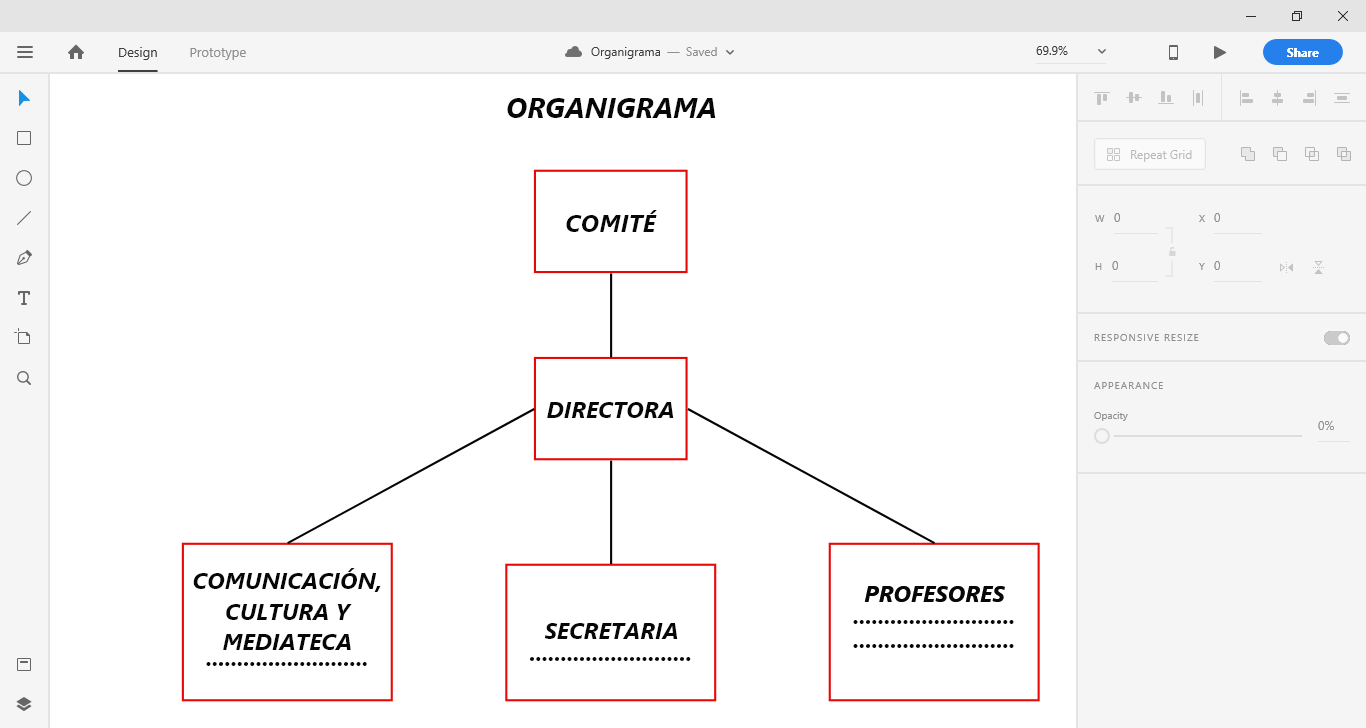 Design
Prototype
Organigrama — Saved
69.9%
Share
ORGANIGRAMA
COMITÉ
DIRECTORA
COMUNICACIÓN,
CULTURA Y
MEDIATECA
..........................
SECRETARIA
..........................
PROFESORES
..........................
..........................
Repeat Grid
W 0
X 0
H 0
Y 0
RESPONSIVE RESIZE
APPEARANCE
Opacity
0%